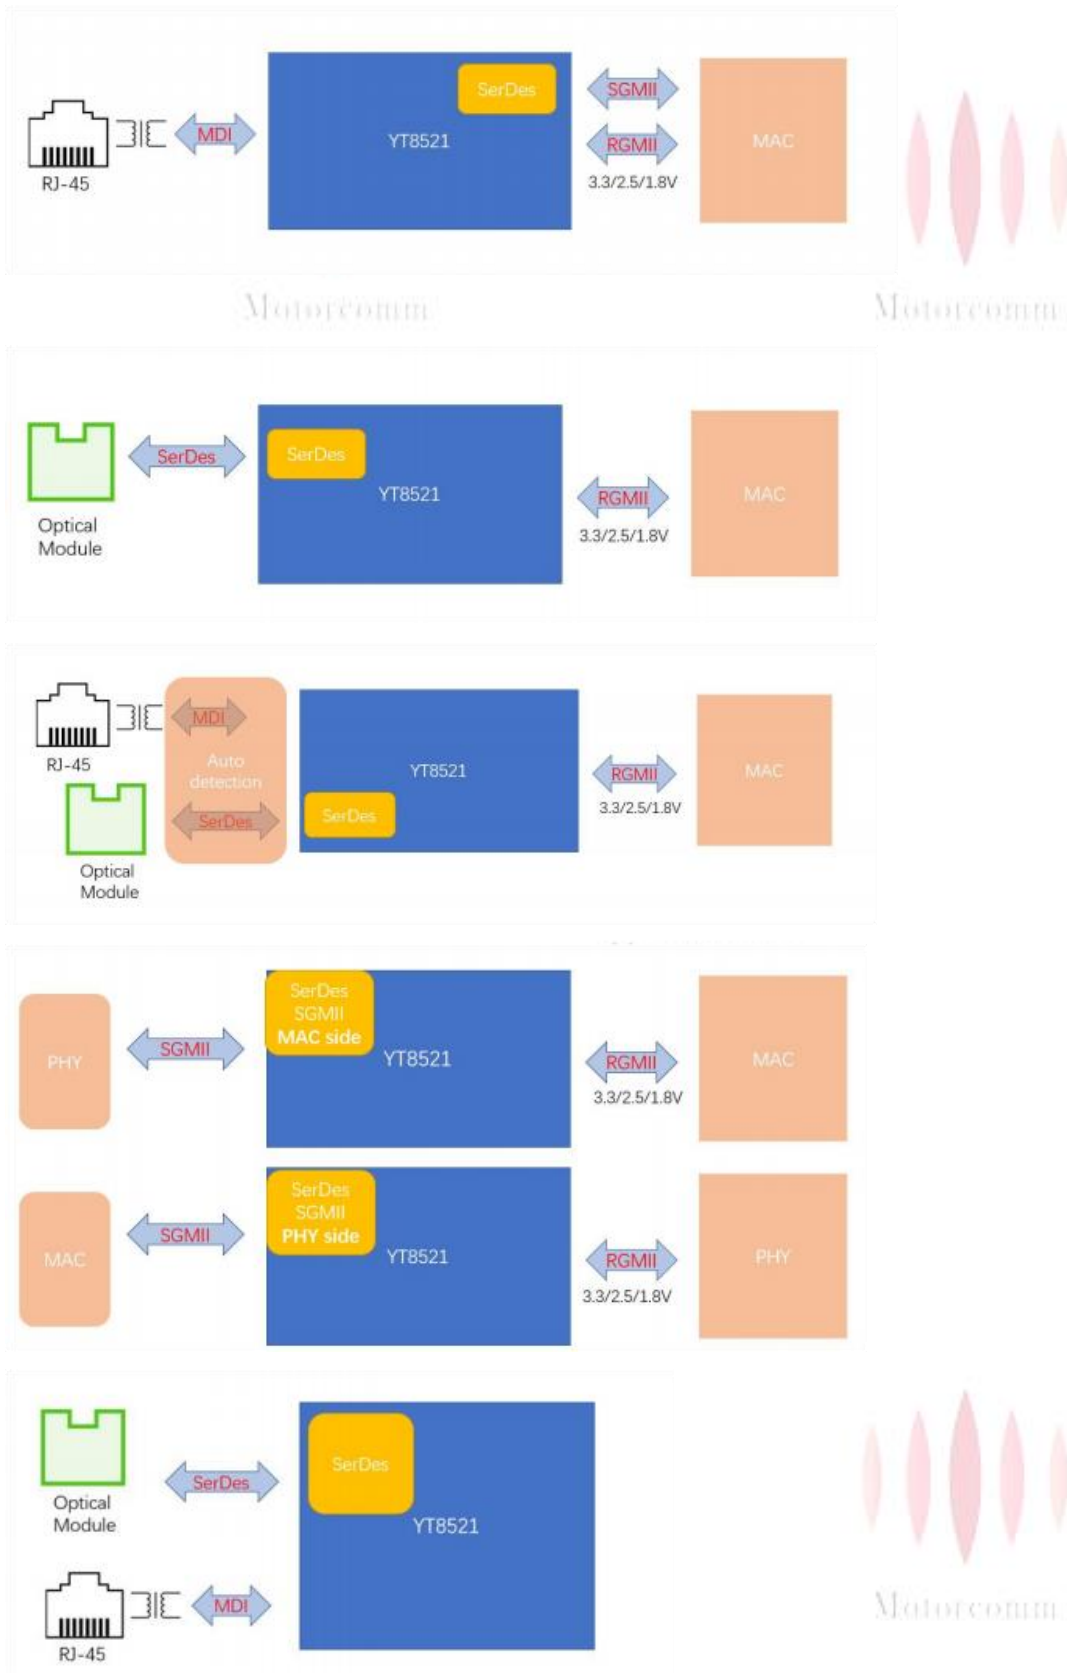 SerDes
SGMII
MDI
YT8521
MAC
RGMII
RJ-45
3.3/2.5/1.8V
Motorcomm
Motorcomm
SerDes
SerDes
YT8521
RGMII
MAC
Optical
Module
3.3/2.5/1.8V
MDI
RJ-45
Auto
detection
YT8521
RGMII
MAC
SerDes
SerDes
3.3/2.5/1.8V
Optical
Module
SerDes
SGMII
MAC side
PHY
SGMII
YT8521
RGMII
MAC
3.3/2.5/1.8V
SerDes
SGMII
PHY side
MAC
SGMII
YT8521
RGMII
PHY
3.3/2.5/1.8V
SerDes
SerDes
Optical
Module
YT8521
MDI
RJ-45
Motorcomm